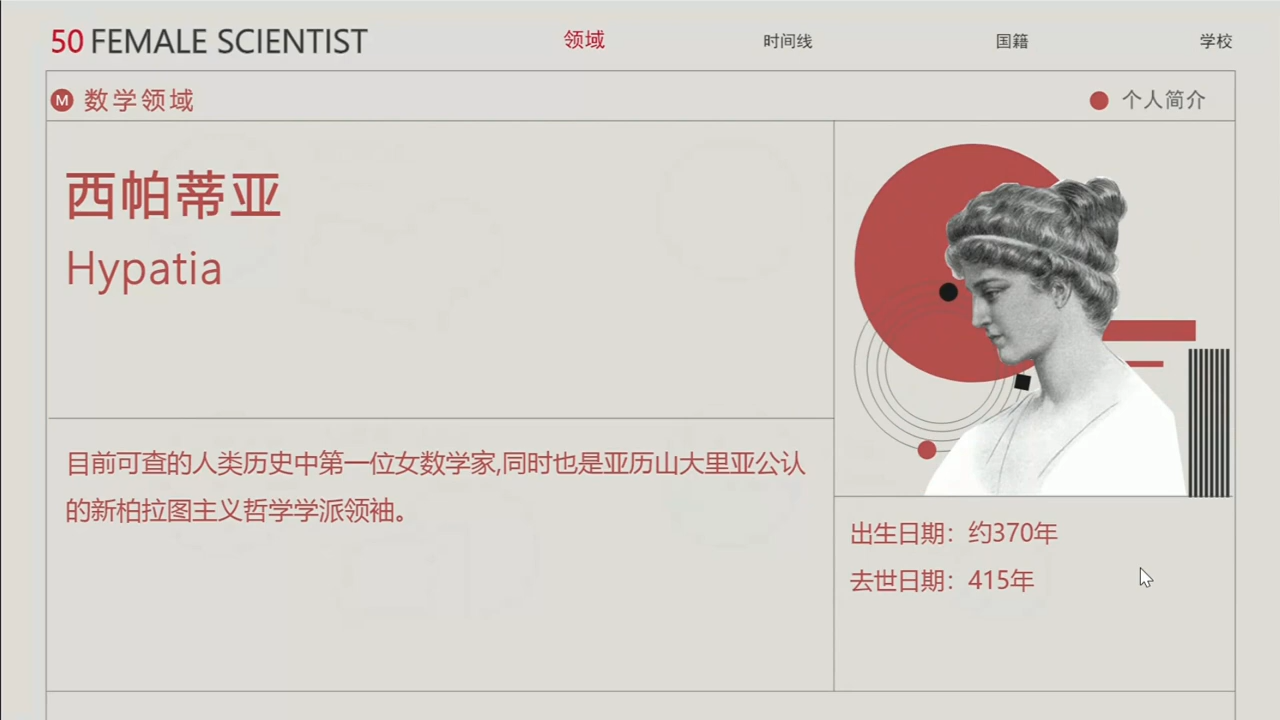 50 FEMALE SCIENTIST
领域
时间线
国籍
学校
M 数学领域
个人简介
西帕蒂亚
Hypatia
目前可查的人类历史中第一位女数学家,同时也是亚历山大里亚公认
的新柏拉图主义哲学学派领袖。
出生日期：约370年
去世日期：415年